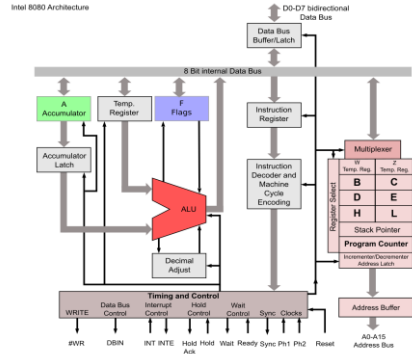 Intel 8080 Architecture
D0-D7 bidirectional
Data Bus
Data Bus
Buffer/Latch
8 Bit internal Data Bus
A
Accumulator
Temp.
Register
F
Flags
Instruction
Register
Accumulator
Latch
ALU
Instruction
Decoder and
Machine
Cycle
Encoding
Multiplexer
Register Select
W
Temp. Reg.
Z
Temp. Reg.
B
C
D
E
H
L
Stack Pointer
Program Counter
Incrementer/Decrementer
Address Latch
Decimal
Adjust
Timing and Control
WRITE
Data Bus
Control
Interrupt
Control
Hold
Control
Wait
Control
Sync
Clocks
Address Buffer
#WR
DBIN
INT
INTE
Hold
Ack
Hold
Wait
Ready
Sync
Ph1
Ph2
Reset
A0-A15
Address Bus